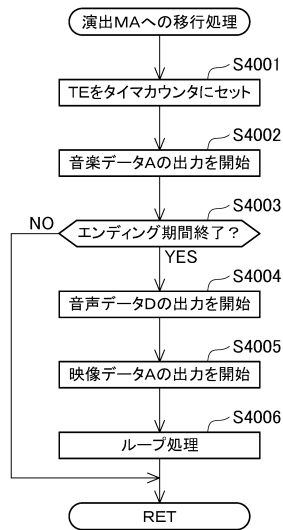 演出MAへの移行処理
S4001
TEをタイマカウンタにセット
S4002
音楽データAの出力を開始
S4003
NO
エンディング期間終了？
YES
S4004
音声データDの出力を開始
S4005
映像データAの出力を開始
S4006
ループ処理
RET